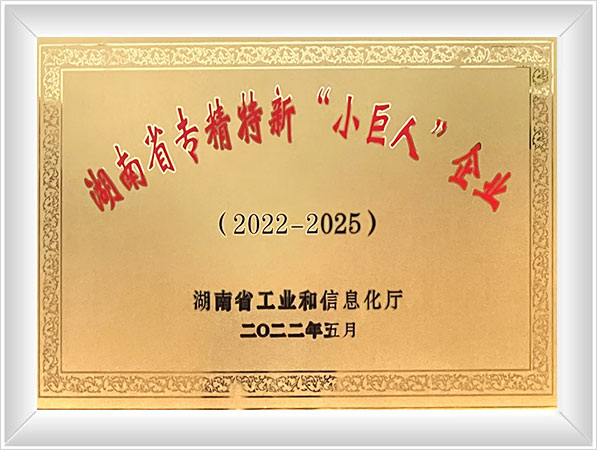 湖南省专精特新“小巨人”企业
（2022-2025）
湖南省工业和信息化厅
二〇二二年五月